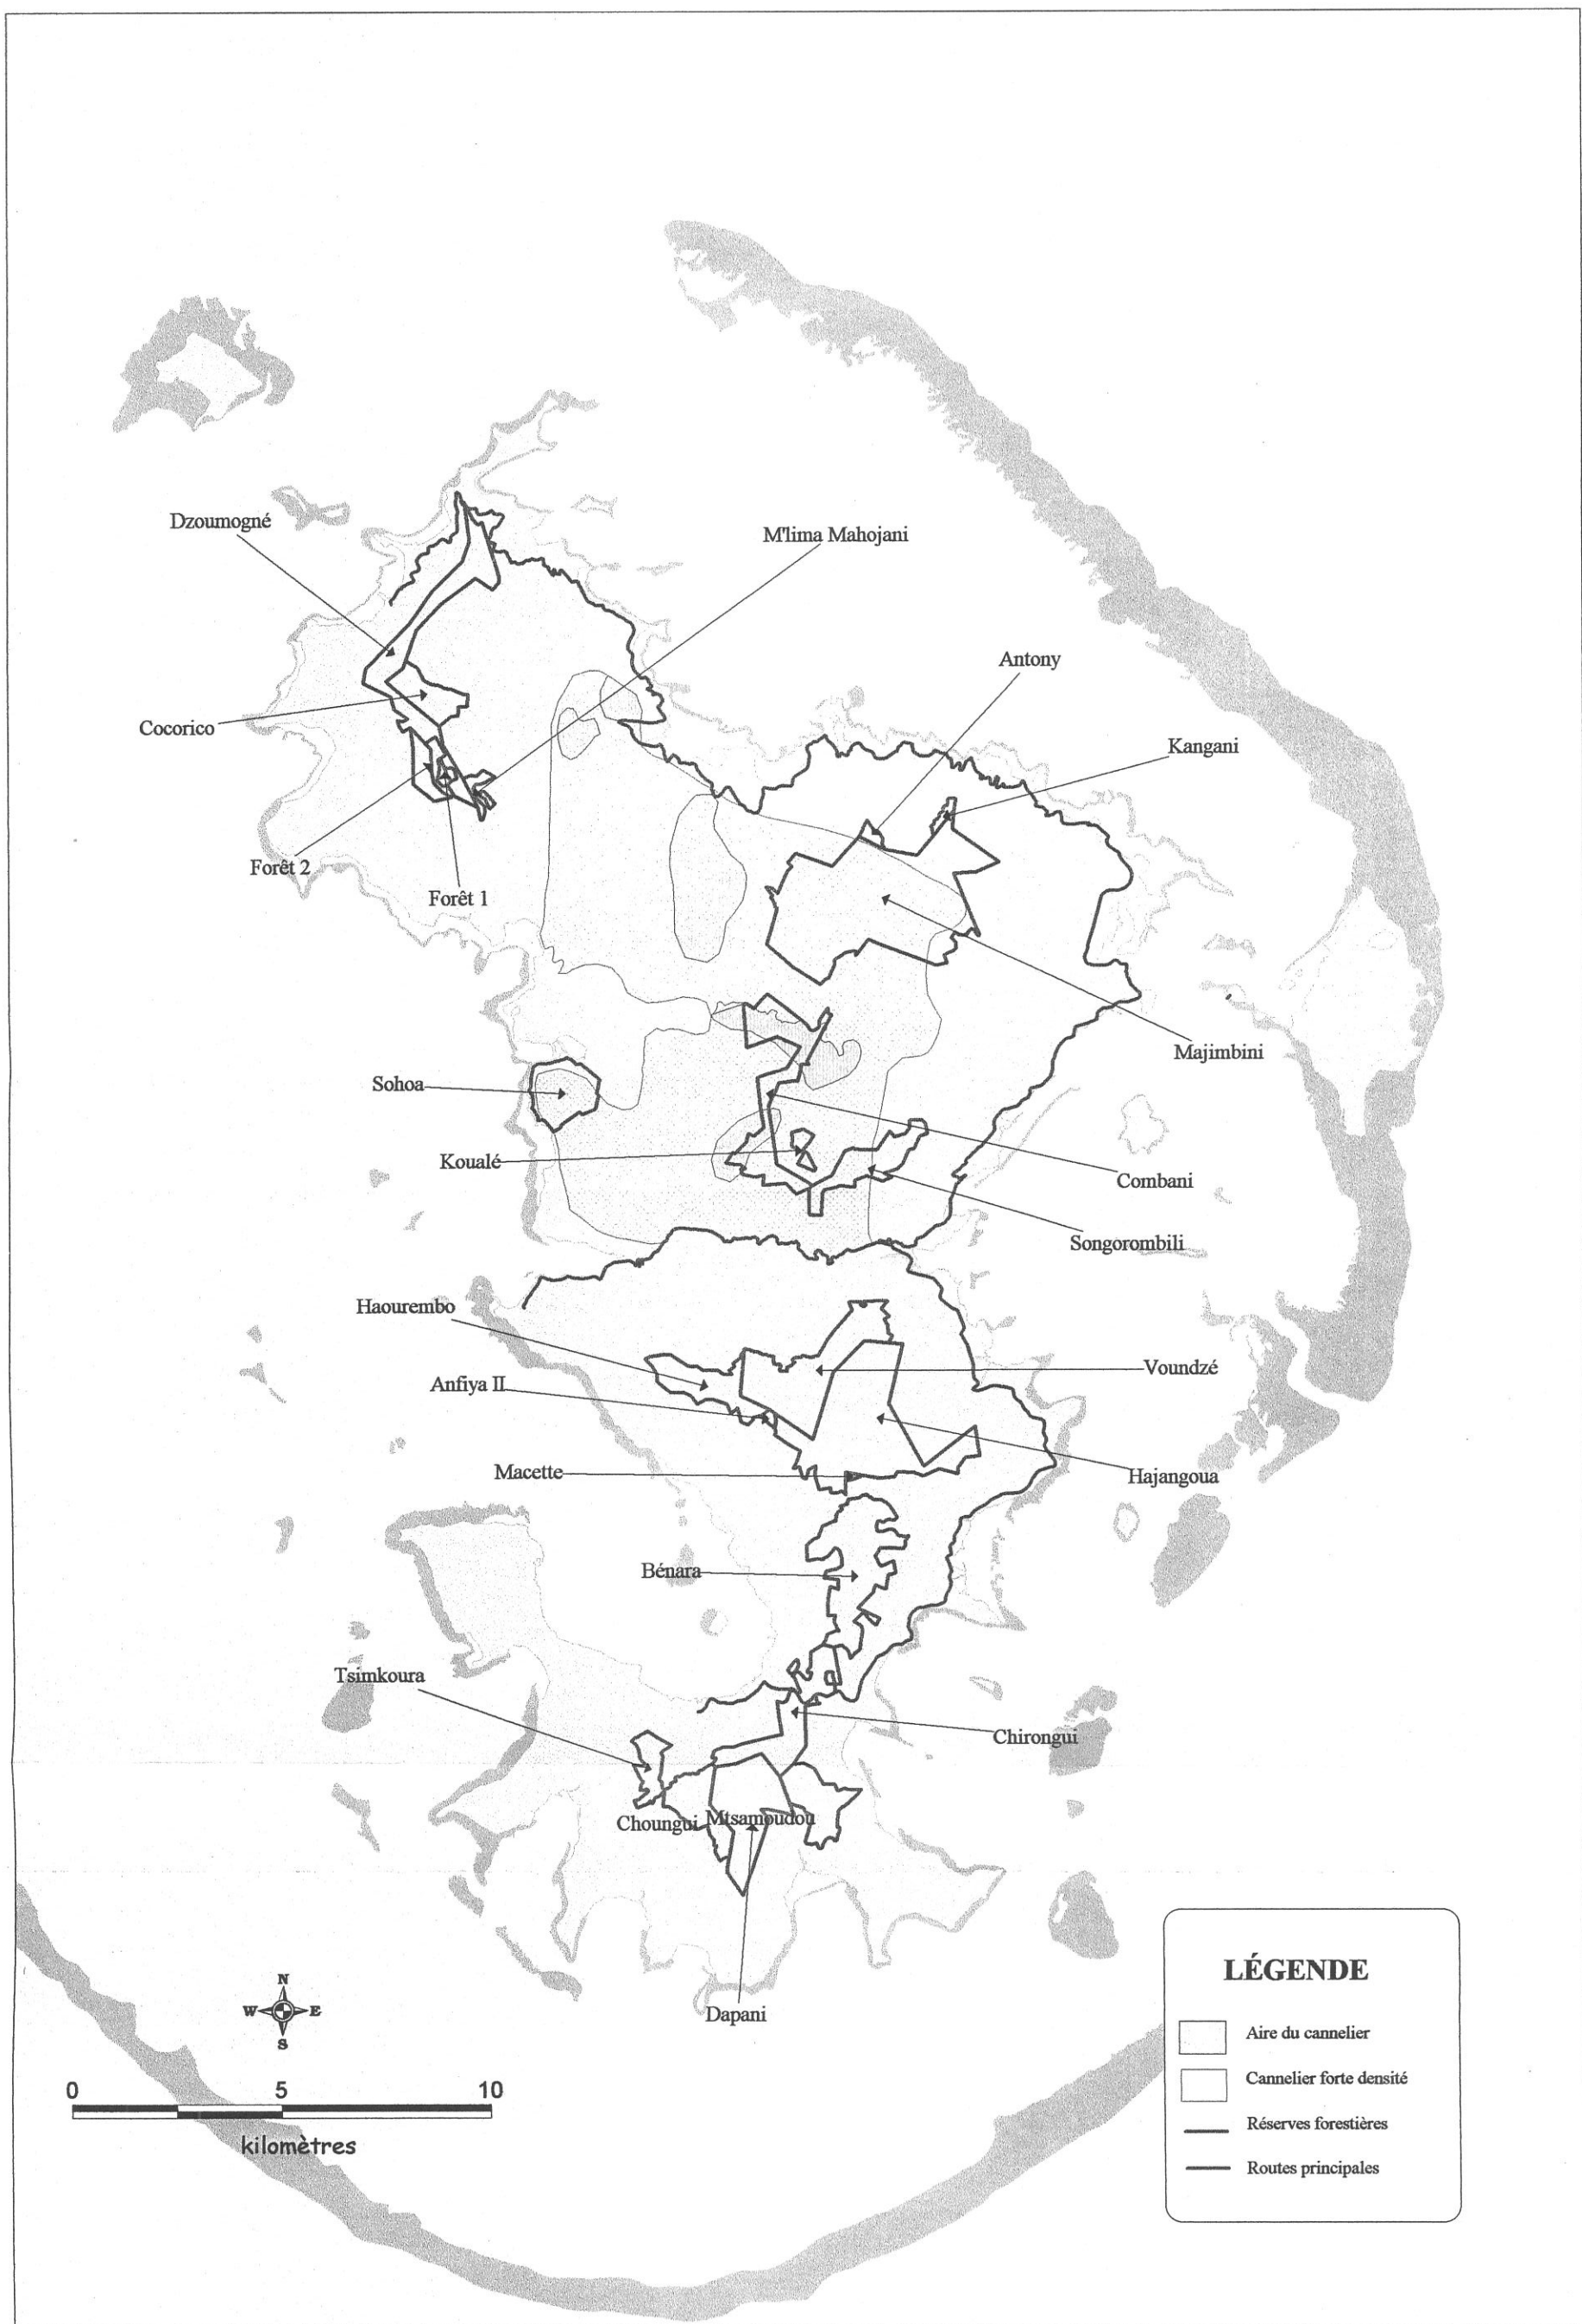 Dzoumogné
M'lima Mahojani
Antony
Cocorico
Kangani
Forêt 2
Forêt 1
Majimbini
Sohoa
Koualé
Combani
Songorombili
Haourembo
Voundzé
Anfiya II
Macette
Hajangoua
Bénara
Tsimkoura
Chirongui
Choungui
Mtsamoudou
Dapani
LÉGENDE
Aire du cannelier
Cannelier forte densité
Réserves forestières
Routes principales
N
W E
S
0 5 10
kilomètres